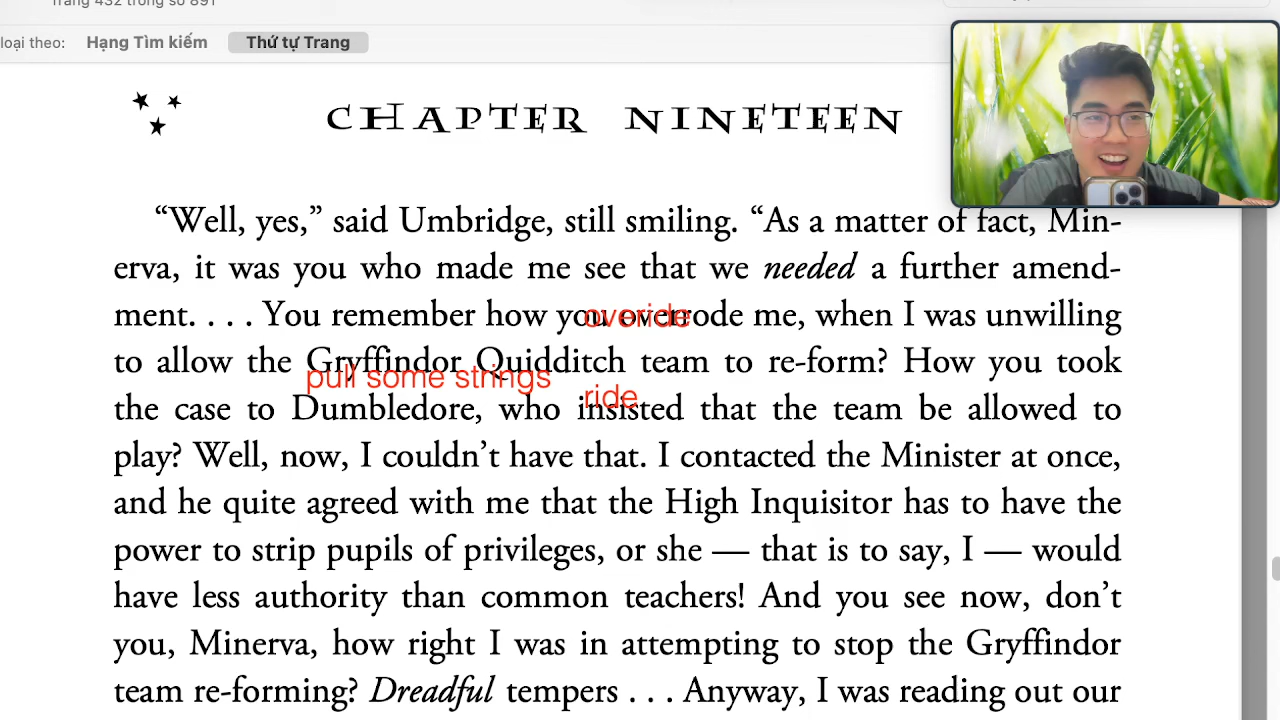 Trang 432 trong số 891
loại theo: Hạng Tìm kiếm Thứ tự Trang
CHAPTER NINETEEN
“Well, yes,” said Umbridge, still smiling. “As a matter of fact, Min-
erva, it was you who made me see that we needed a further amend-
ment. . . . You remember how you overrode me, when I was unwilling
overide
to allow the Gryffindor Quidditch team to re-form? How you took
pull some strings
ride
the case to Dumbledore, who insisted that the team be allowed to
play? Well, now, I couldn’t have that. I contacted the Minister at once,
and he quite agreed with me that the High Inquisitor has to have the
power to strip pupils of privileges, or she — that is to say, I — would
have less authority than common teachers! And you see now, don’t
you, Minerva, how right I was in attempting to stop the Gryffindor
team re-forming? Dreadful tempers . . . Anyway, I was reading out our